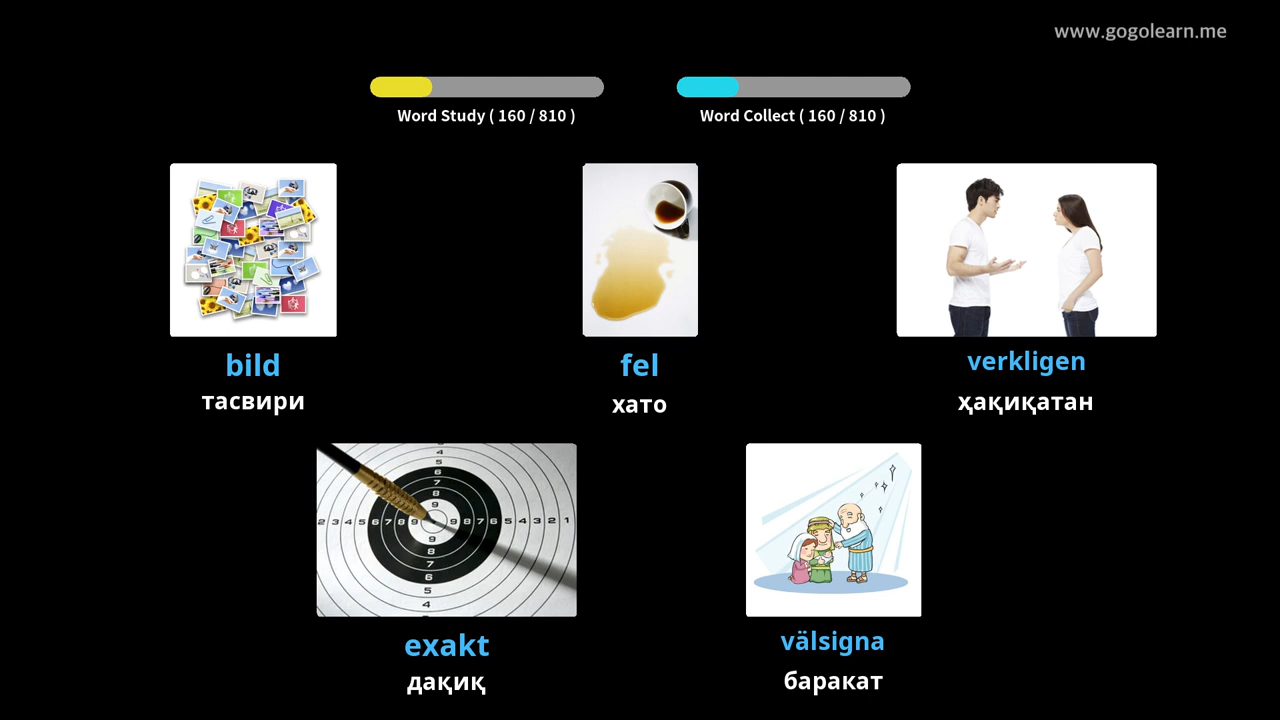 www.gogolearn.me
Word Study ( 160 / 810 )
Word Collect ( 160 / 810 )
bild
тасвири
fel
хато
verkligen
ҳақиқатан
exakt
дақиқ
välsigna
баракат